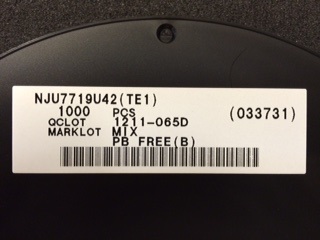 NJU7719U42(TE1)
1000 PCS (033731)
QCLOT 1211-065D
MARKLOT MIX
PB FREE(B)